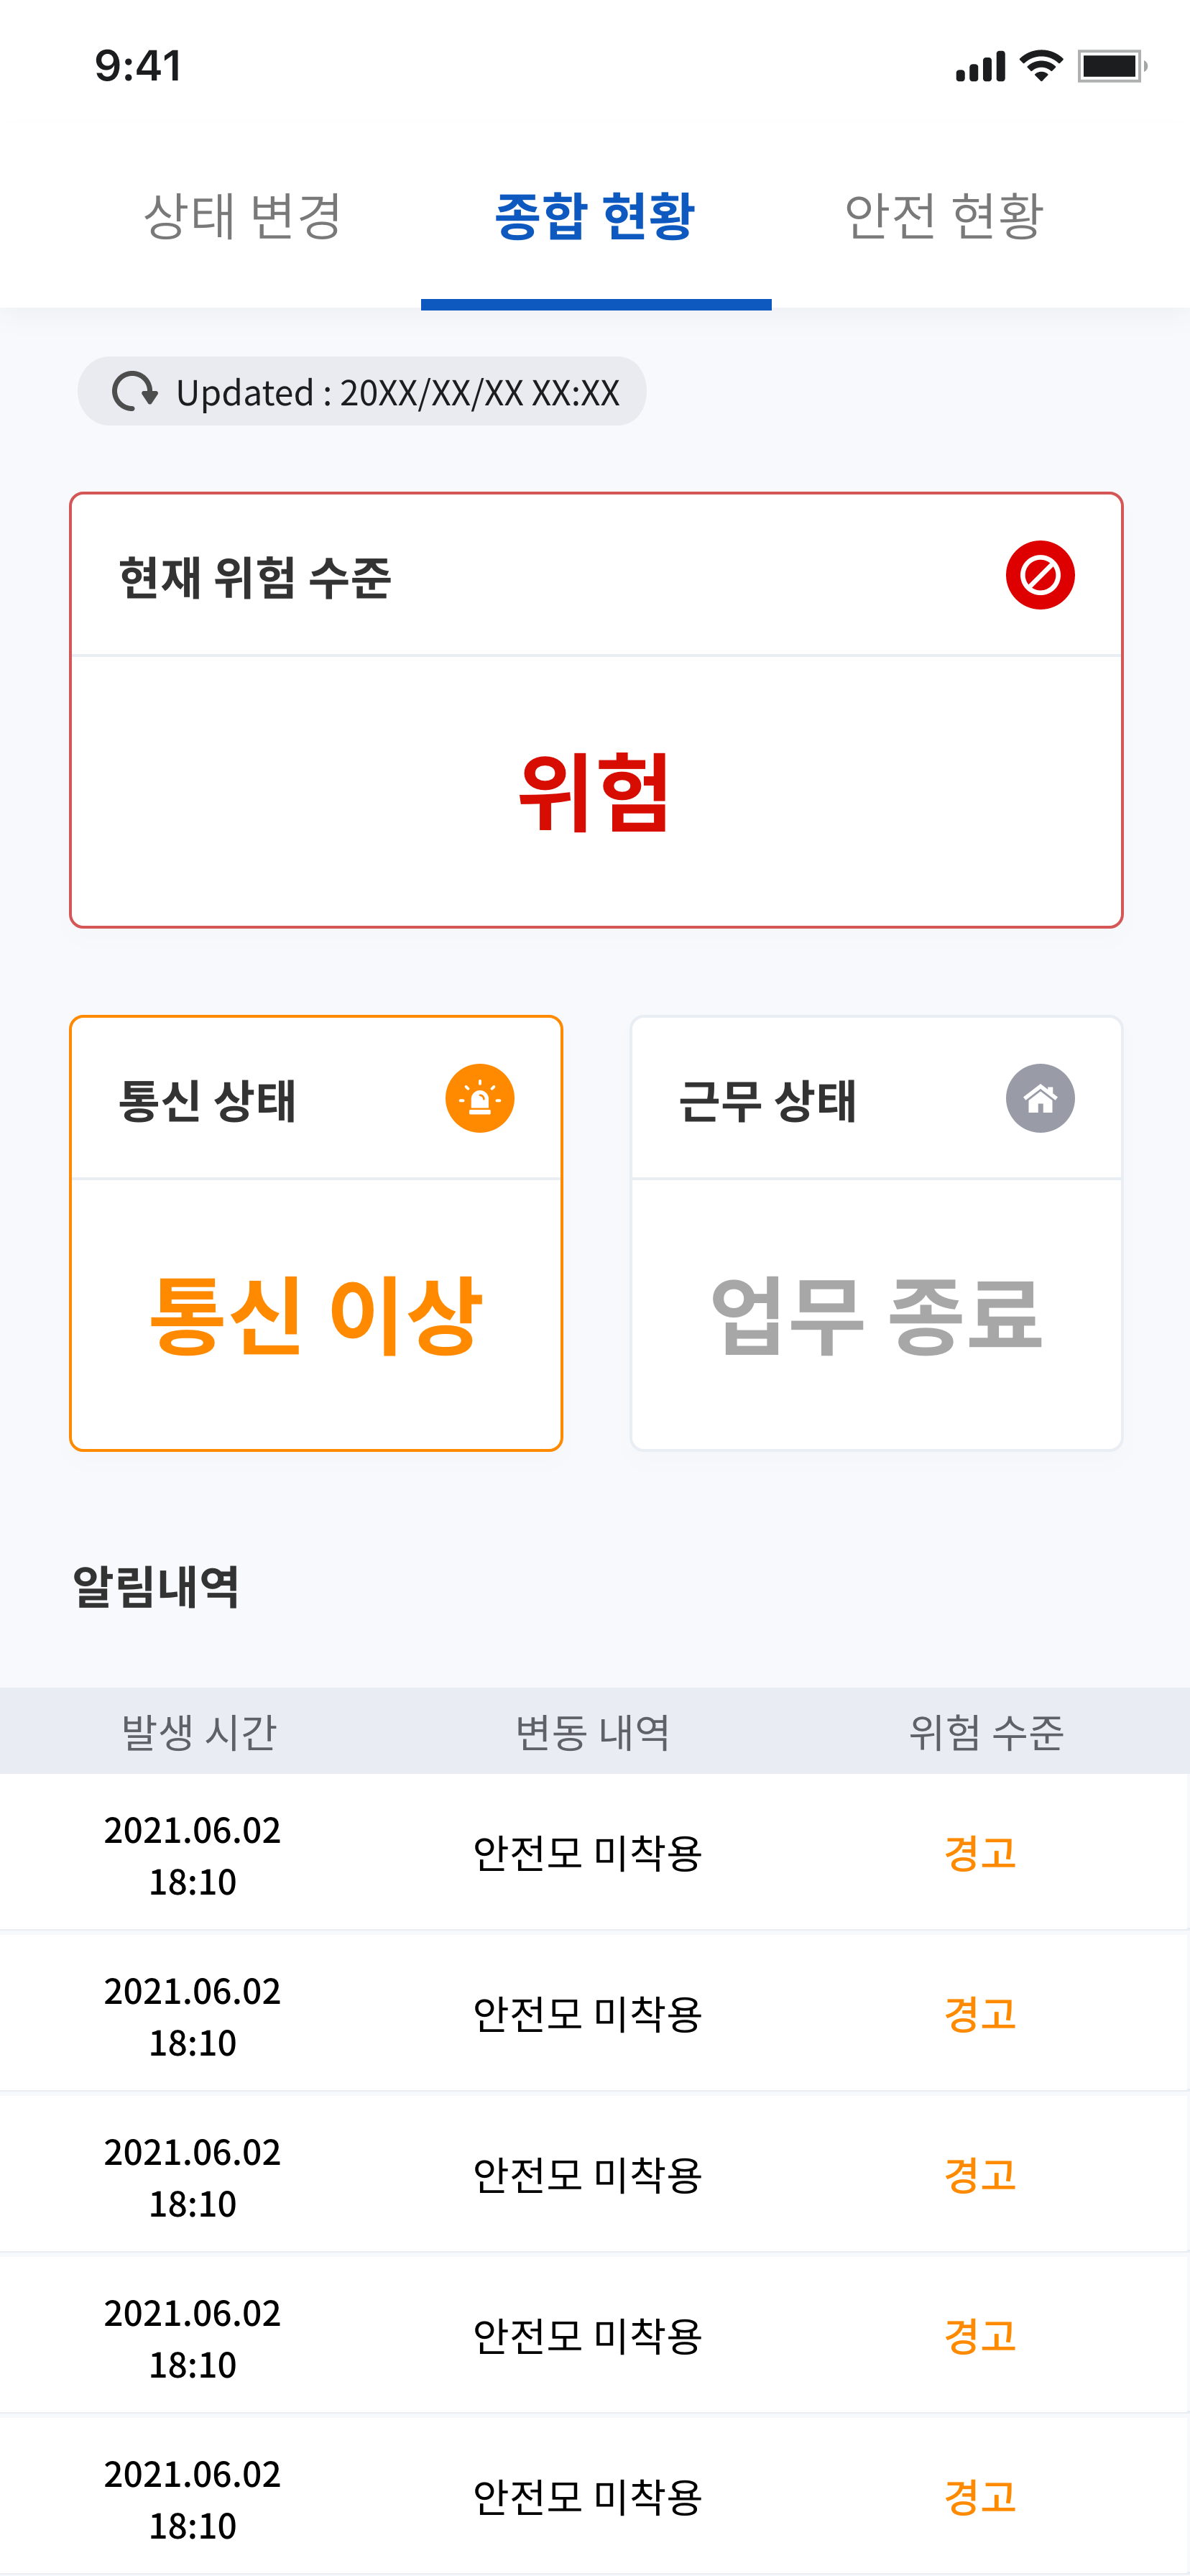 9:41
상태 변경 종합 현황 안전 현황
Updated : 20XX/XX/XX XX:XX
현재 위험 수준
위험
통신 상태
통신 이상
근무 상태
업무 종료
알림내역
발생 시간 변동 내역 위험 수준
2021.06.02
18:10
안전모 미착용
경고
2021.06.02
18:10
안전모 미착용
경고
2021.06.02
18:10
안전모 미착용
경고
2021.06.02
18:10
안전모 미착용
경고
2021.06.02
18:10
안전모 미착용
경고